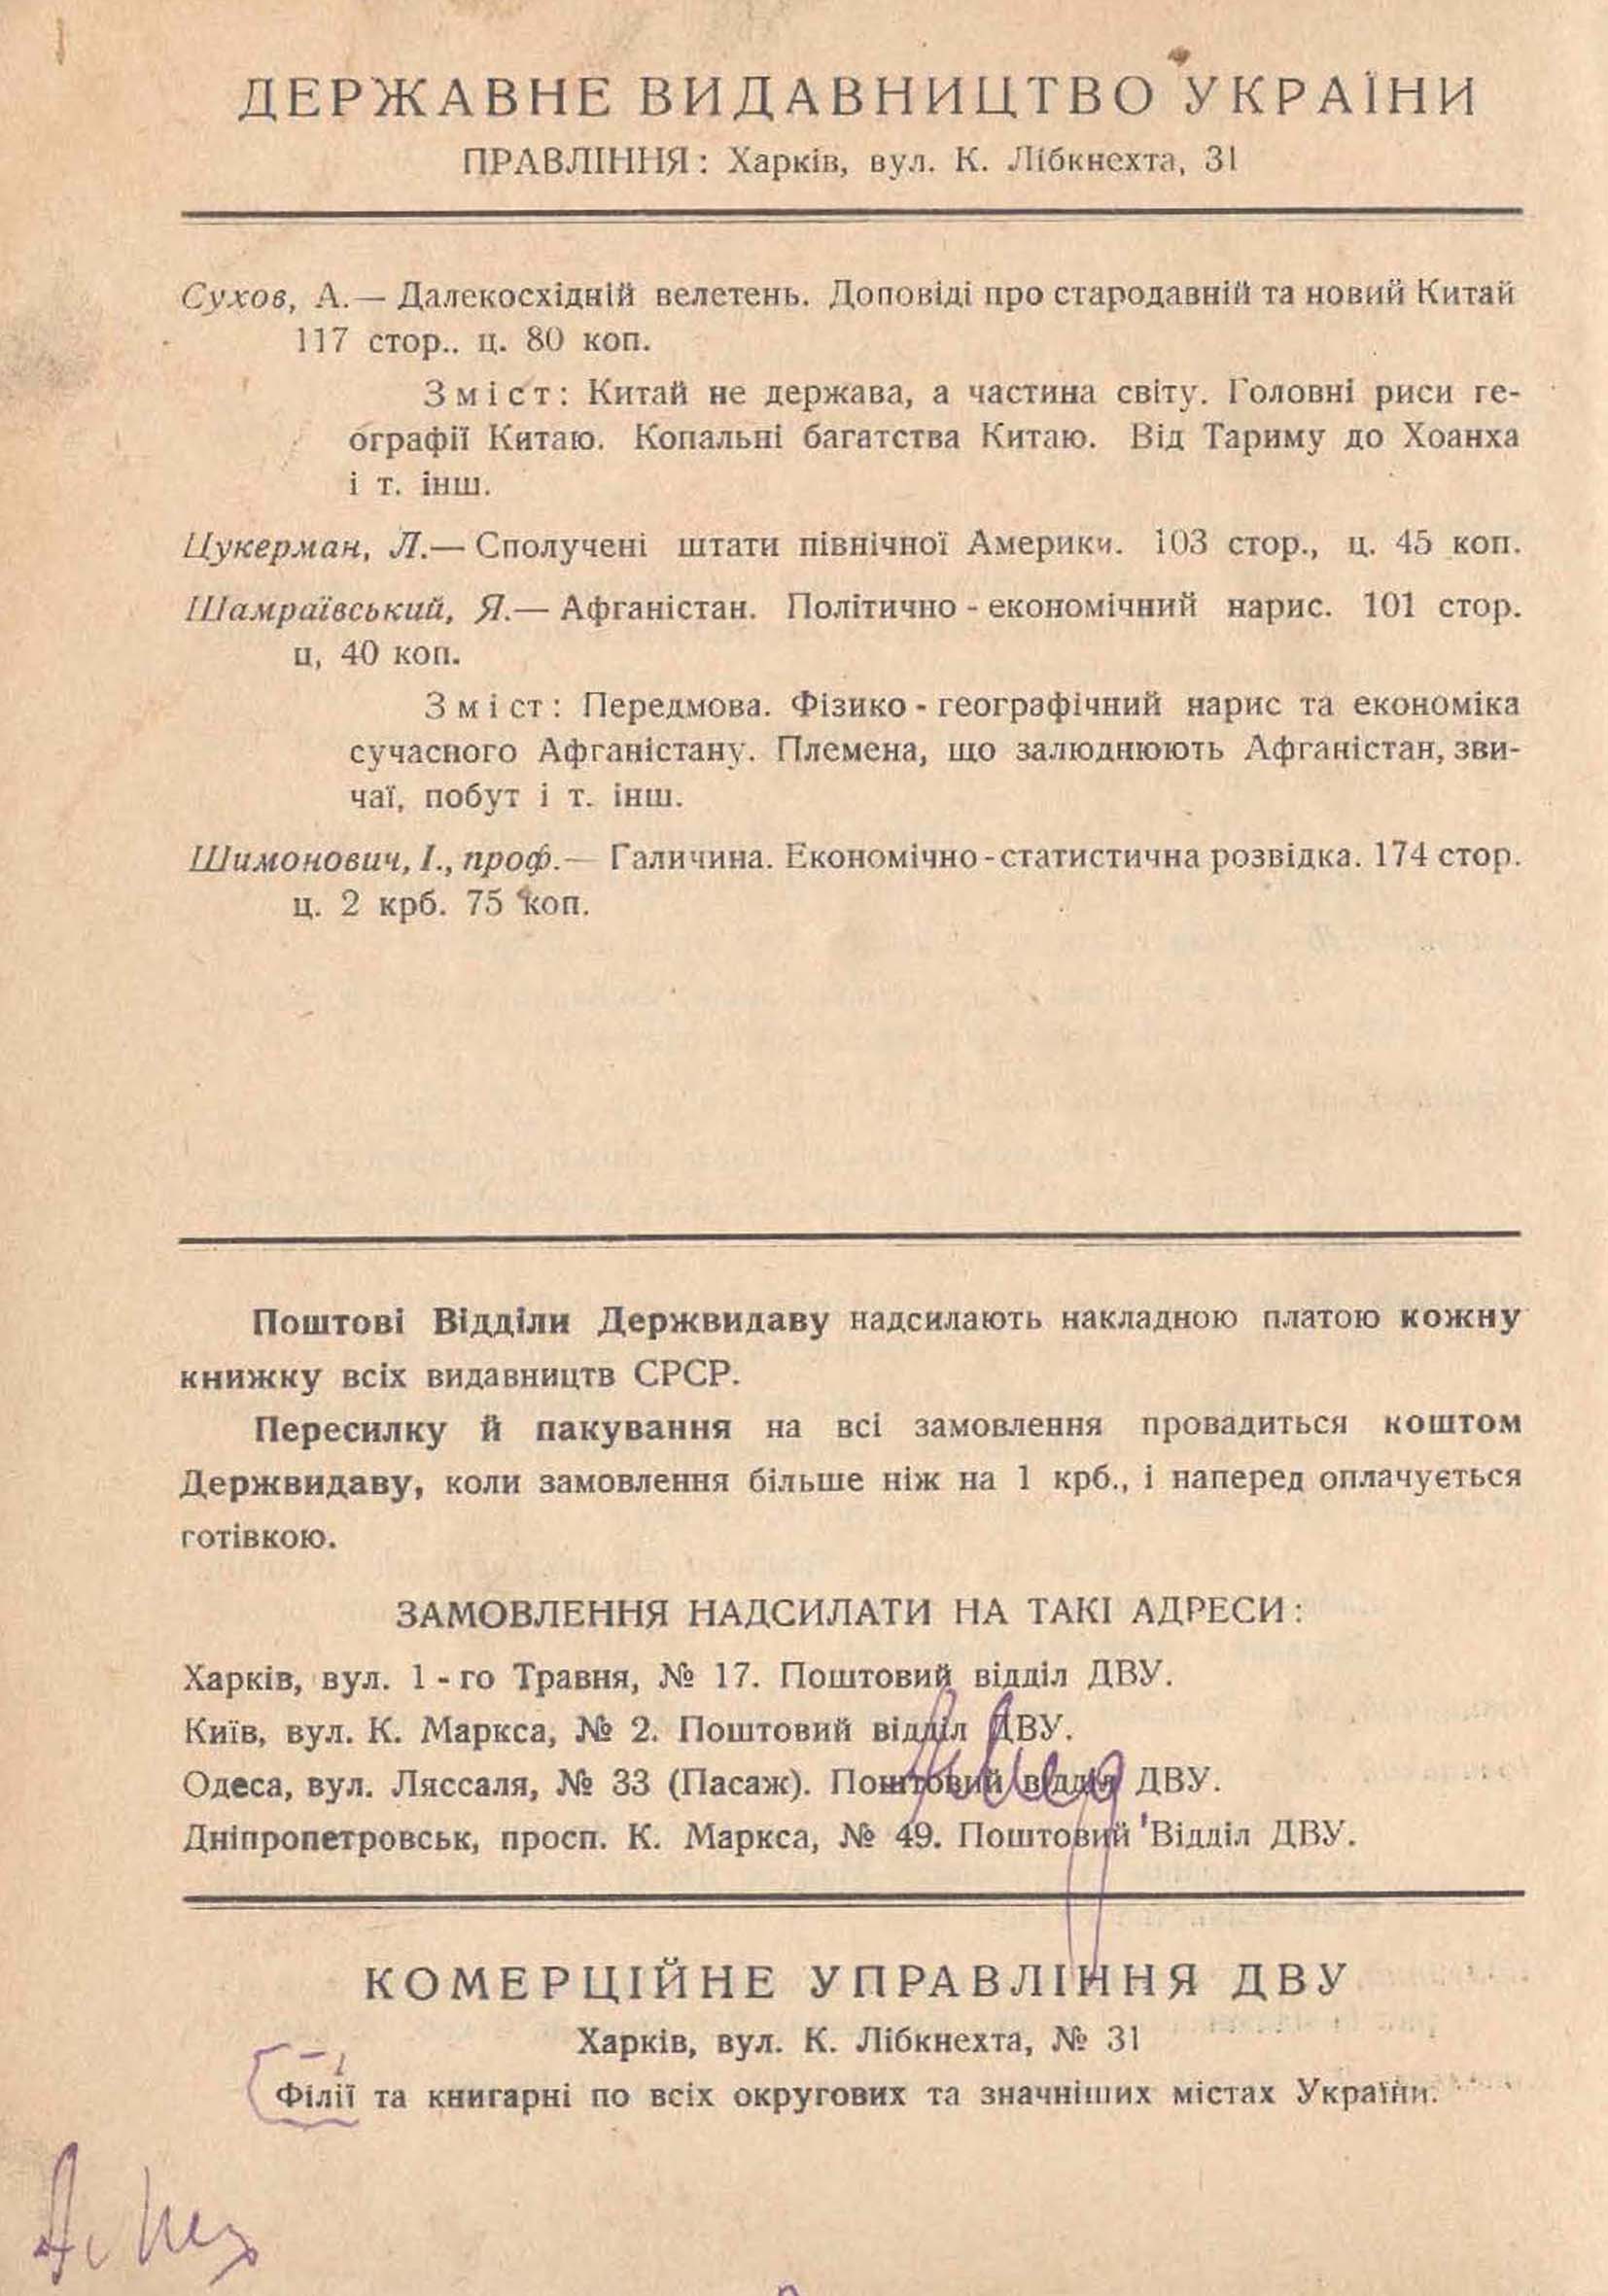 ДЕРЖАВНЕ ВИДАВНИЦТВО УКРАЇНИ
ПРАВЛІННЯ: Харків, вул. К. Лібкнехта, 31
Сухов, А.— Далекосхідній велетень. Доповіді про стародавній та новий Китай
117 стор.. ц. 80 коп.
Зміст: Китай не держава, а частина світу. Головні риси ге-
ографії Китаю. Копальні багатства Китаю. Від Тариму до Хоанха
і т. інш.
Цукерман, Л.— Сполучені штати північної Америки. 103 стор., ц. 45 коп.
Шамраївський, Я.— Афганістан. Політично - економічний нарис. 101 стор.
ц, 40 коп.
Зміст: Передмова. Фізико - географічний нарис та економіка
сучасного Афганістану. Племена, що залюднюють Афганістан, зви-
чаї, побут і т. інш.
Шимонович, І., проф.— Галичина. Економічно - статистична розвідка. 174 стор.
ц. 2 крб. 75 коп.
Поштові Відділи Держвидаву надсилають накладною платою кожну
книжку всіх видавництв СРСР.
Пересилку й пакування на всі замовлення провадиться коштом
Держвидаву, коли замовлення більше ніж на 1 крб., і наперед оплачується
готівкою.
ЗАМОВЛЕННЯ НАДСИЛАТИ НА ТАКІ АДРЕСИ:
Харків, вул. 1 - го Травня, № 17. Поштовий відділ ДВУ.
Київ, вул. К. Маркса, № 2. Поштовий відділ ДВУ.
Одеса, вул. Ляссаля, № 33 (Пасаж). Поштовий відділ ДВУ.
Дніпропетровськ, просп. К. Маркса, № 49. Поштовий Відділ ДВУ.
КОМЕРЦІЙНЕ УПРАВЛІННЯ ДВУ
Харків, вул. К. Лібкнехта, № 31
Філії та книгарні по всіх округових та значніших містах України.